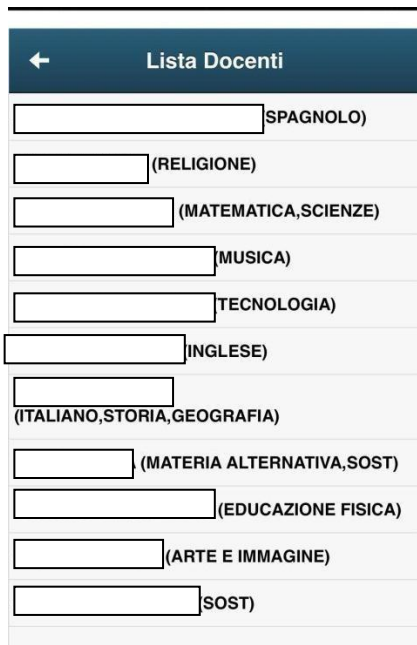 Lista Docenti
SPAGNOLO)
(RELIGIONE)
(MATEMATICA,SCIENZE)
(MUSICA)
(TECNOLOGIA)
(INGLESE)
(ITALIANO,STORIA,GEOGRAFIA)
(MATERIA ALTERNATIVA,SOST)
(EDUCAZIONE FISICA)
(ARTE E IMMAGINE)
(SOST)